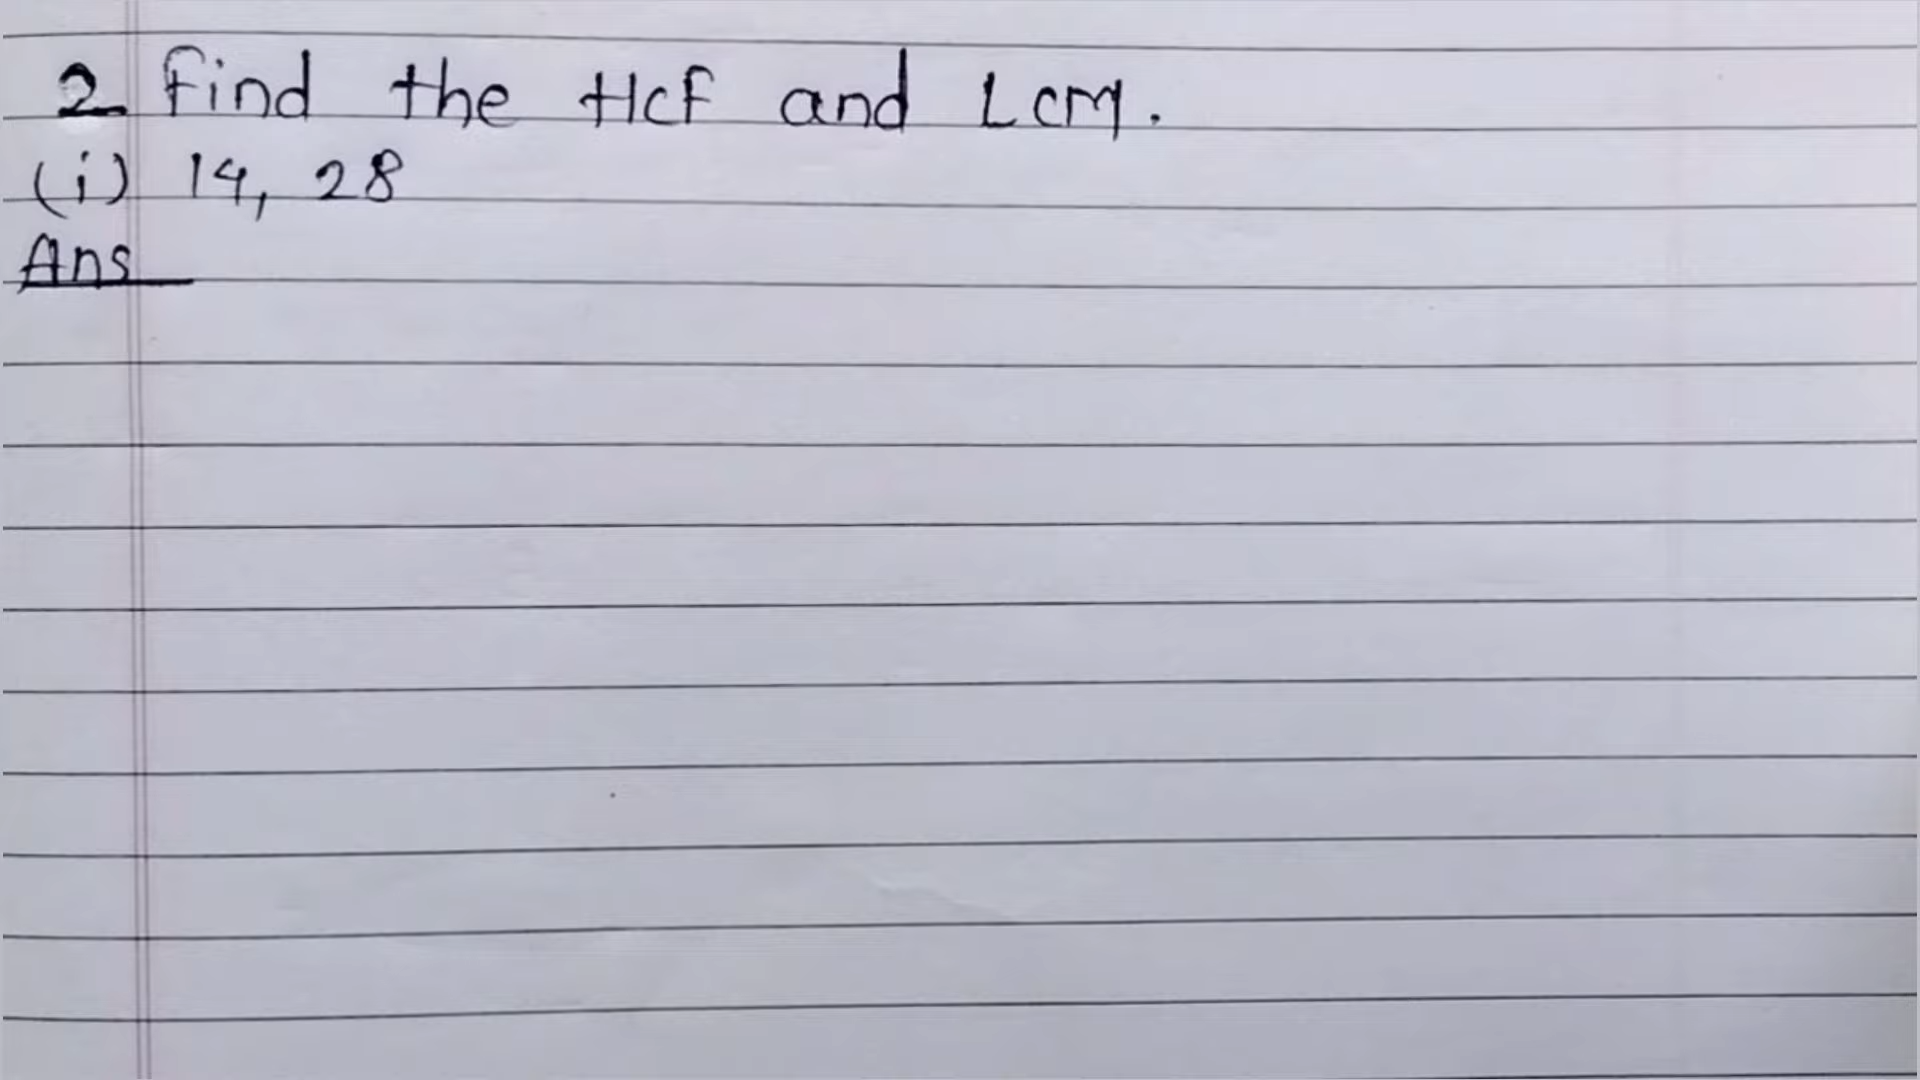 2 Find the HCF and LCM.
(i) 14, 28
Ans